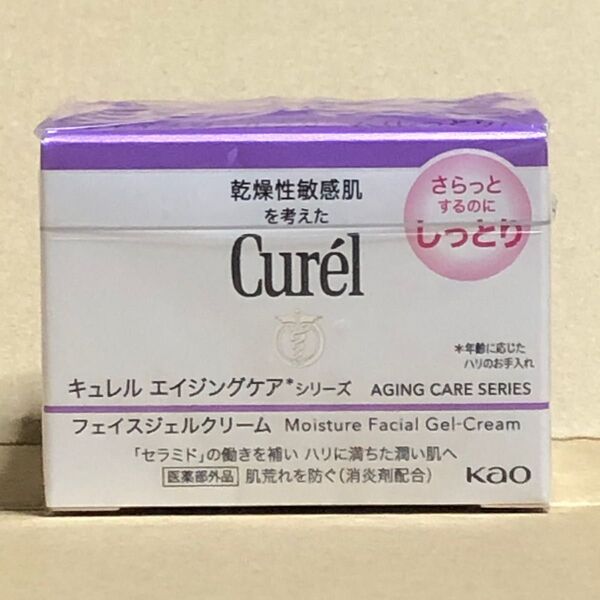 乾燥性敏感肌
を考えた
Curél
さらっと
するのに
しっとり
*年齢に応じた
ハリのお手入れ
キュレル エイジングケア*シリーズ AGING CARE SERIES
フェイスジェルクリーム Moisture Facial Gel-Cream
「セラミド」の働きを補い ハリに満ちた潤い肌へ
医薬部外品 肌荒れを防ぐ(消炎剤配合)
Kao